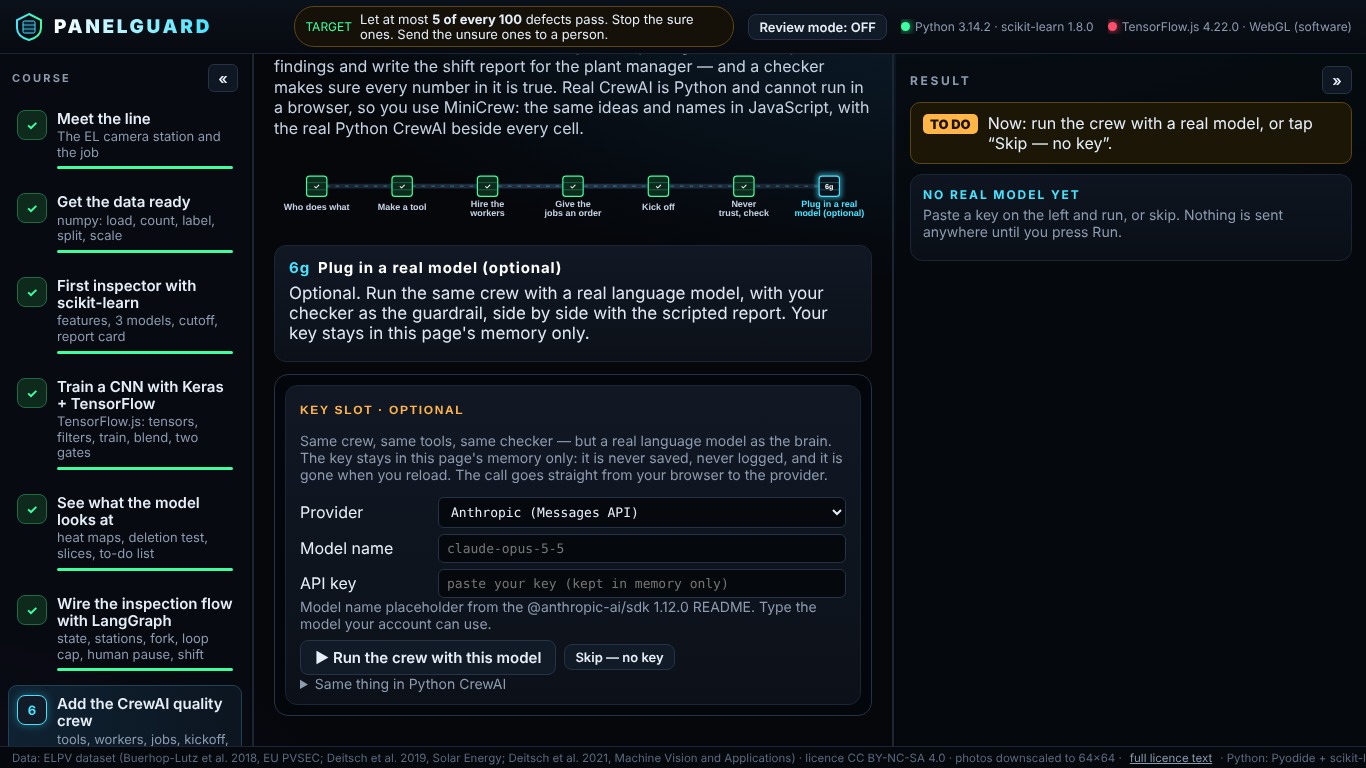 PANELGUARD
TARGET
Let at most 5 of every 100 defects pass. Stop the sure
ones. Send the unsure ones to a person.
Review mode: OFF
Python 3.14.2 · scikit-learn 1.8.0
TensorFlow.js 4.22.0 · WebGL (software)
COURSE
«
Meet the line
The EL camera station and
the job
Get the data ready
numpy: load, count, label,
split, scale
First inspector with
scikit-learn
features, 3 models, cutoff,
report card
Train a CNN with Keras
+ TensorFlow
TensorFlow.js: tensors,
filters, train, blend, two
gates
See what the model
looks at
heat maps, deletion test,
slices, to-do list
Wire the inspection flow
with LangGraph
state, stations, fork, loop
cap, human pause, shift
6
Add the CrewAI quality
crew
tools, workers, jobs, kickoff,
findings and write the shift report for the plant manager — and a checker
makes sure every number in it is true. Real CrewAI is Python and cannot run in
a browser, so you use MiniCrew: the same ideas and names in JavaScript, with
the real Python CrewAI beside every cell.
Who does what
Make a tool
Hire the
workers
Give the
jobs an order
Kick off
Never
trust, check
6g
Plug in a real
model (optional)
6g Plug in a real model (optional)
Optional. Run the same crew with a real language model, with your
checker as the guardrail, side by side with the scripted report. Your
key stays in this page's memory only.
KEY SLOT · OPTIONAL
Same crew, same tools, same checker — but a real language model as the brain.
The key stays in this page's memory only: it is never saved, never logged, and it is
gone when you reload. The call goes straight from your browser to the provider.
Provider
Anthropic (Messages API)
Model name
claude-opus-5-5
API key
paste your key (kept in memory only)
Model name placeholder from the @anthropic-ai/sdk 1.12.0 README. Type the
model your account can use.
▶ Run the crew with this model
Skip — no key
▶ Same thing in Python CrewAI
RESULT
»
TO DO
Now: run the crew with a real model, or tap
“Skip — no key”.
NO REAL MODEL YET
Paste a key on the left and run, or skip. Nothing is sent
anywhere until you press Run.
Data: ELPV dataset (Buerhop-Lutz et al. 2018, EU PVSEC; Deitsch et al. 2019, Solar Energy; Deitsch et al. 2021, Machine Vision and Applications) · licence CC BY-NC-SA 4.0 · photos downscaled to 64×64 · full licence text · Python: Pyodide + scikit-